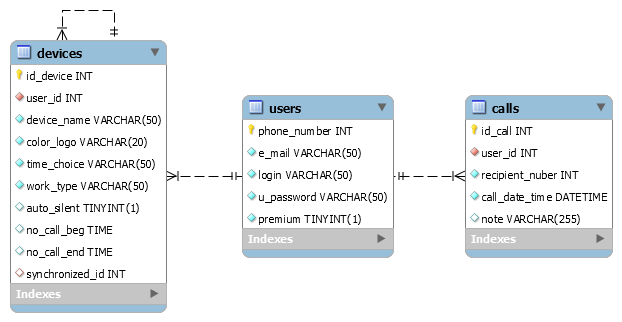 devices
id_device INT
user_id INT
device_name VARCHAR(50)
color_logo VARCHAR(20)
time_choice VARCHAR(50)
work_type VARCHAR(50)
auto_silent TINYINT(1)
no_call_beg TIME
no_call_end TIME
synchronized_id INT
Indexes
users
phone_number INT
e_mail VARCHAR(50)
login VARCHAR(50)
u_password VARCHAR(50)
premium TINYINT(1)
Indexes
calls
id_call INT
user_id INT
recipient_nuber INT
call_date_time DATETIME
note VARCHAR(255)
Indexes